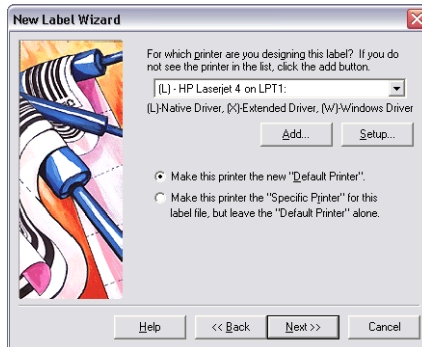 New Label Wizard
For which printer are you designing this label? If you do
not see the printer in the list, click the add button.
(L) - HP Laserjet 4 on LPT1:
(L)-Native Driver, (X)-Extended Driver, (W)-Windows Driver
Add...
Setup...
Make this printer the new "Default Printer".
Make this printer the "Specific Printer" for this
label file, but leave the "Default Printer" alone.
Help
<< Back
Next >>
Cancel